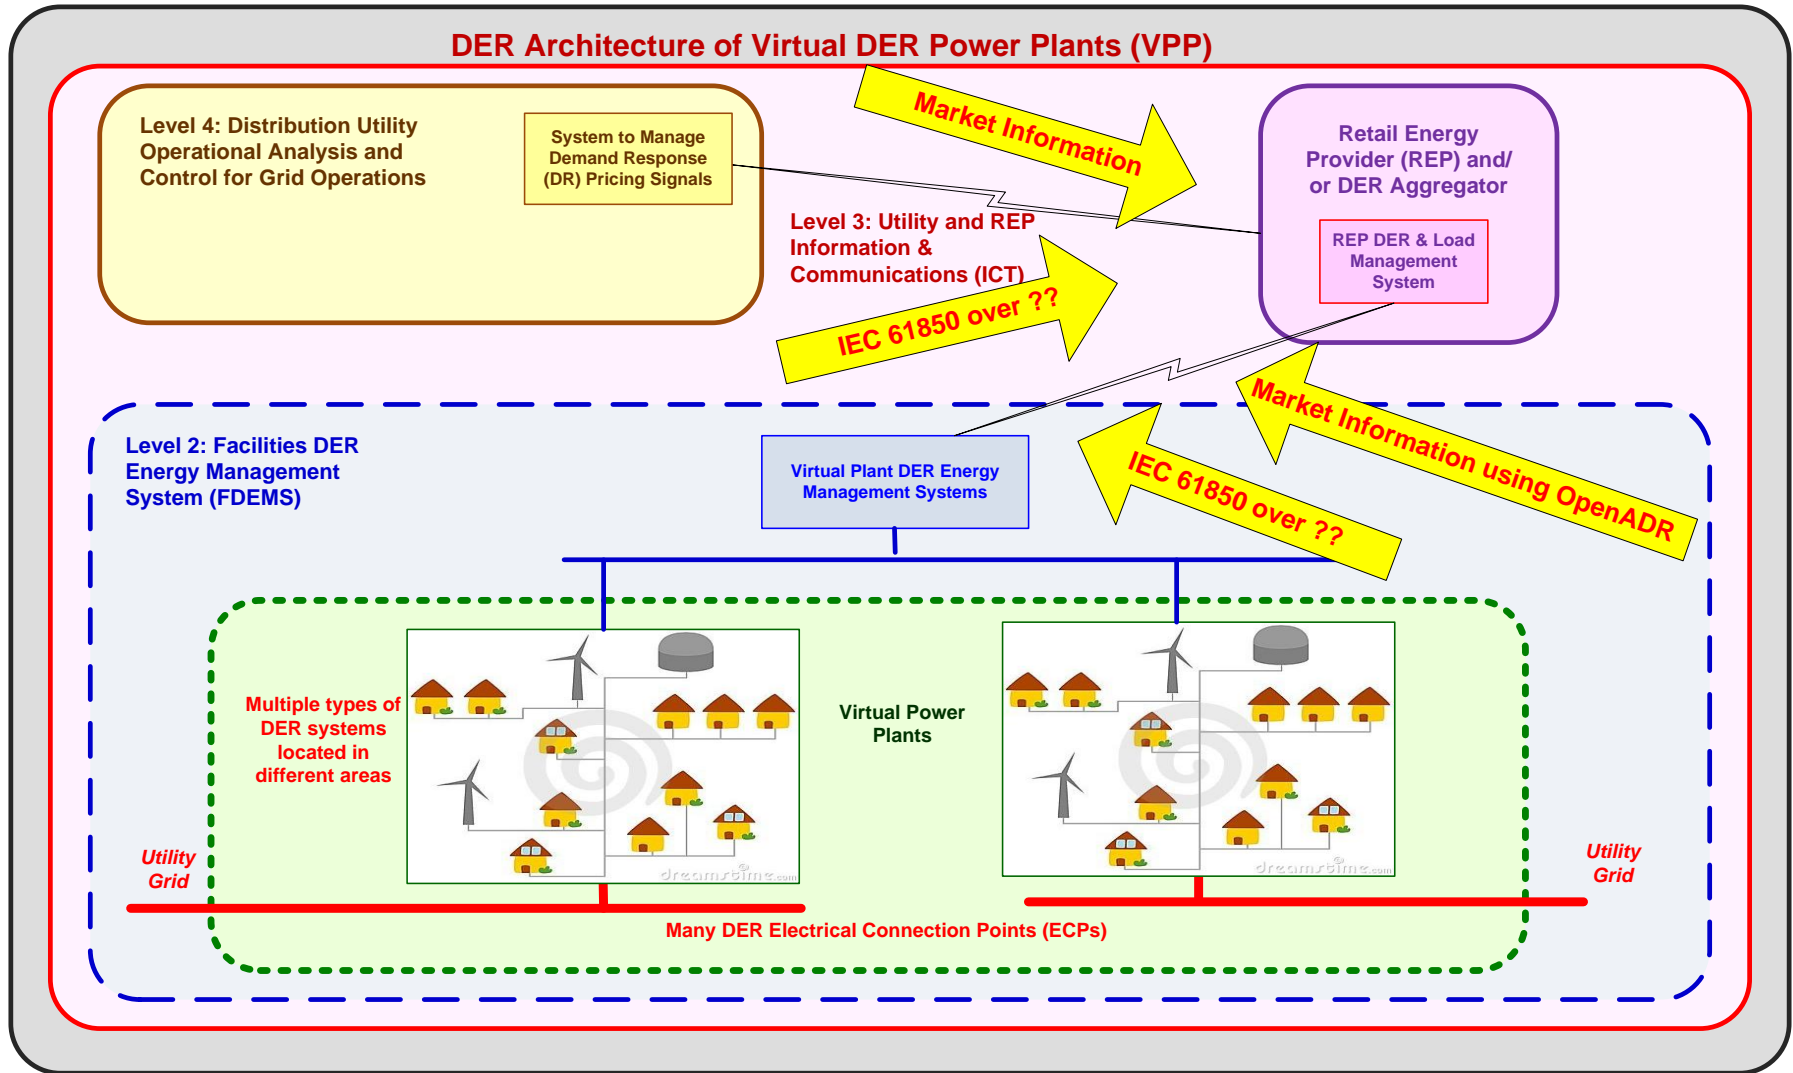 DER Architecture of Virtual DER Power Plants (VPP)
Level 4: Distribution Utility
Operational Analysis and
Control for Grid Operations
System to Manage
Demand Response
(DR) Pricing Signals
Market Information
Retail Energy
Provider (REP) and/
or DER Aggregator
REP DER & Load
Management
System
Level 3: Utility and REP
Information &
Communications (ICT)
IEC 61850 over ??
Market Information using OpenADR
IEC 61850 over ??
Level 2: Facilities DER
Energy Management
System (FDEMS)
Virtual Plant DER Energy
Management Systems
Multiple types of
DER systems
located in
different areas
Virtual Power
Plants
dreamstime.com
dreamstime.com
Utility
Grid
Utility
Grid
Many DER Electrical Connection Points (ECPs)